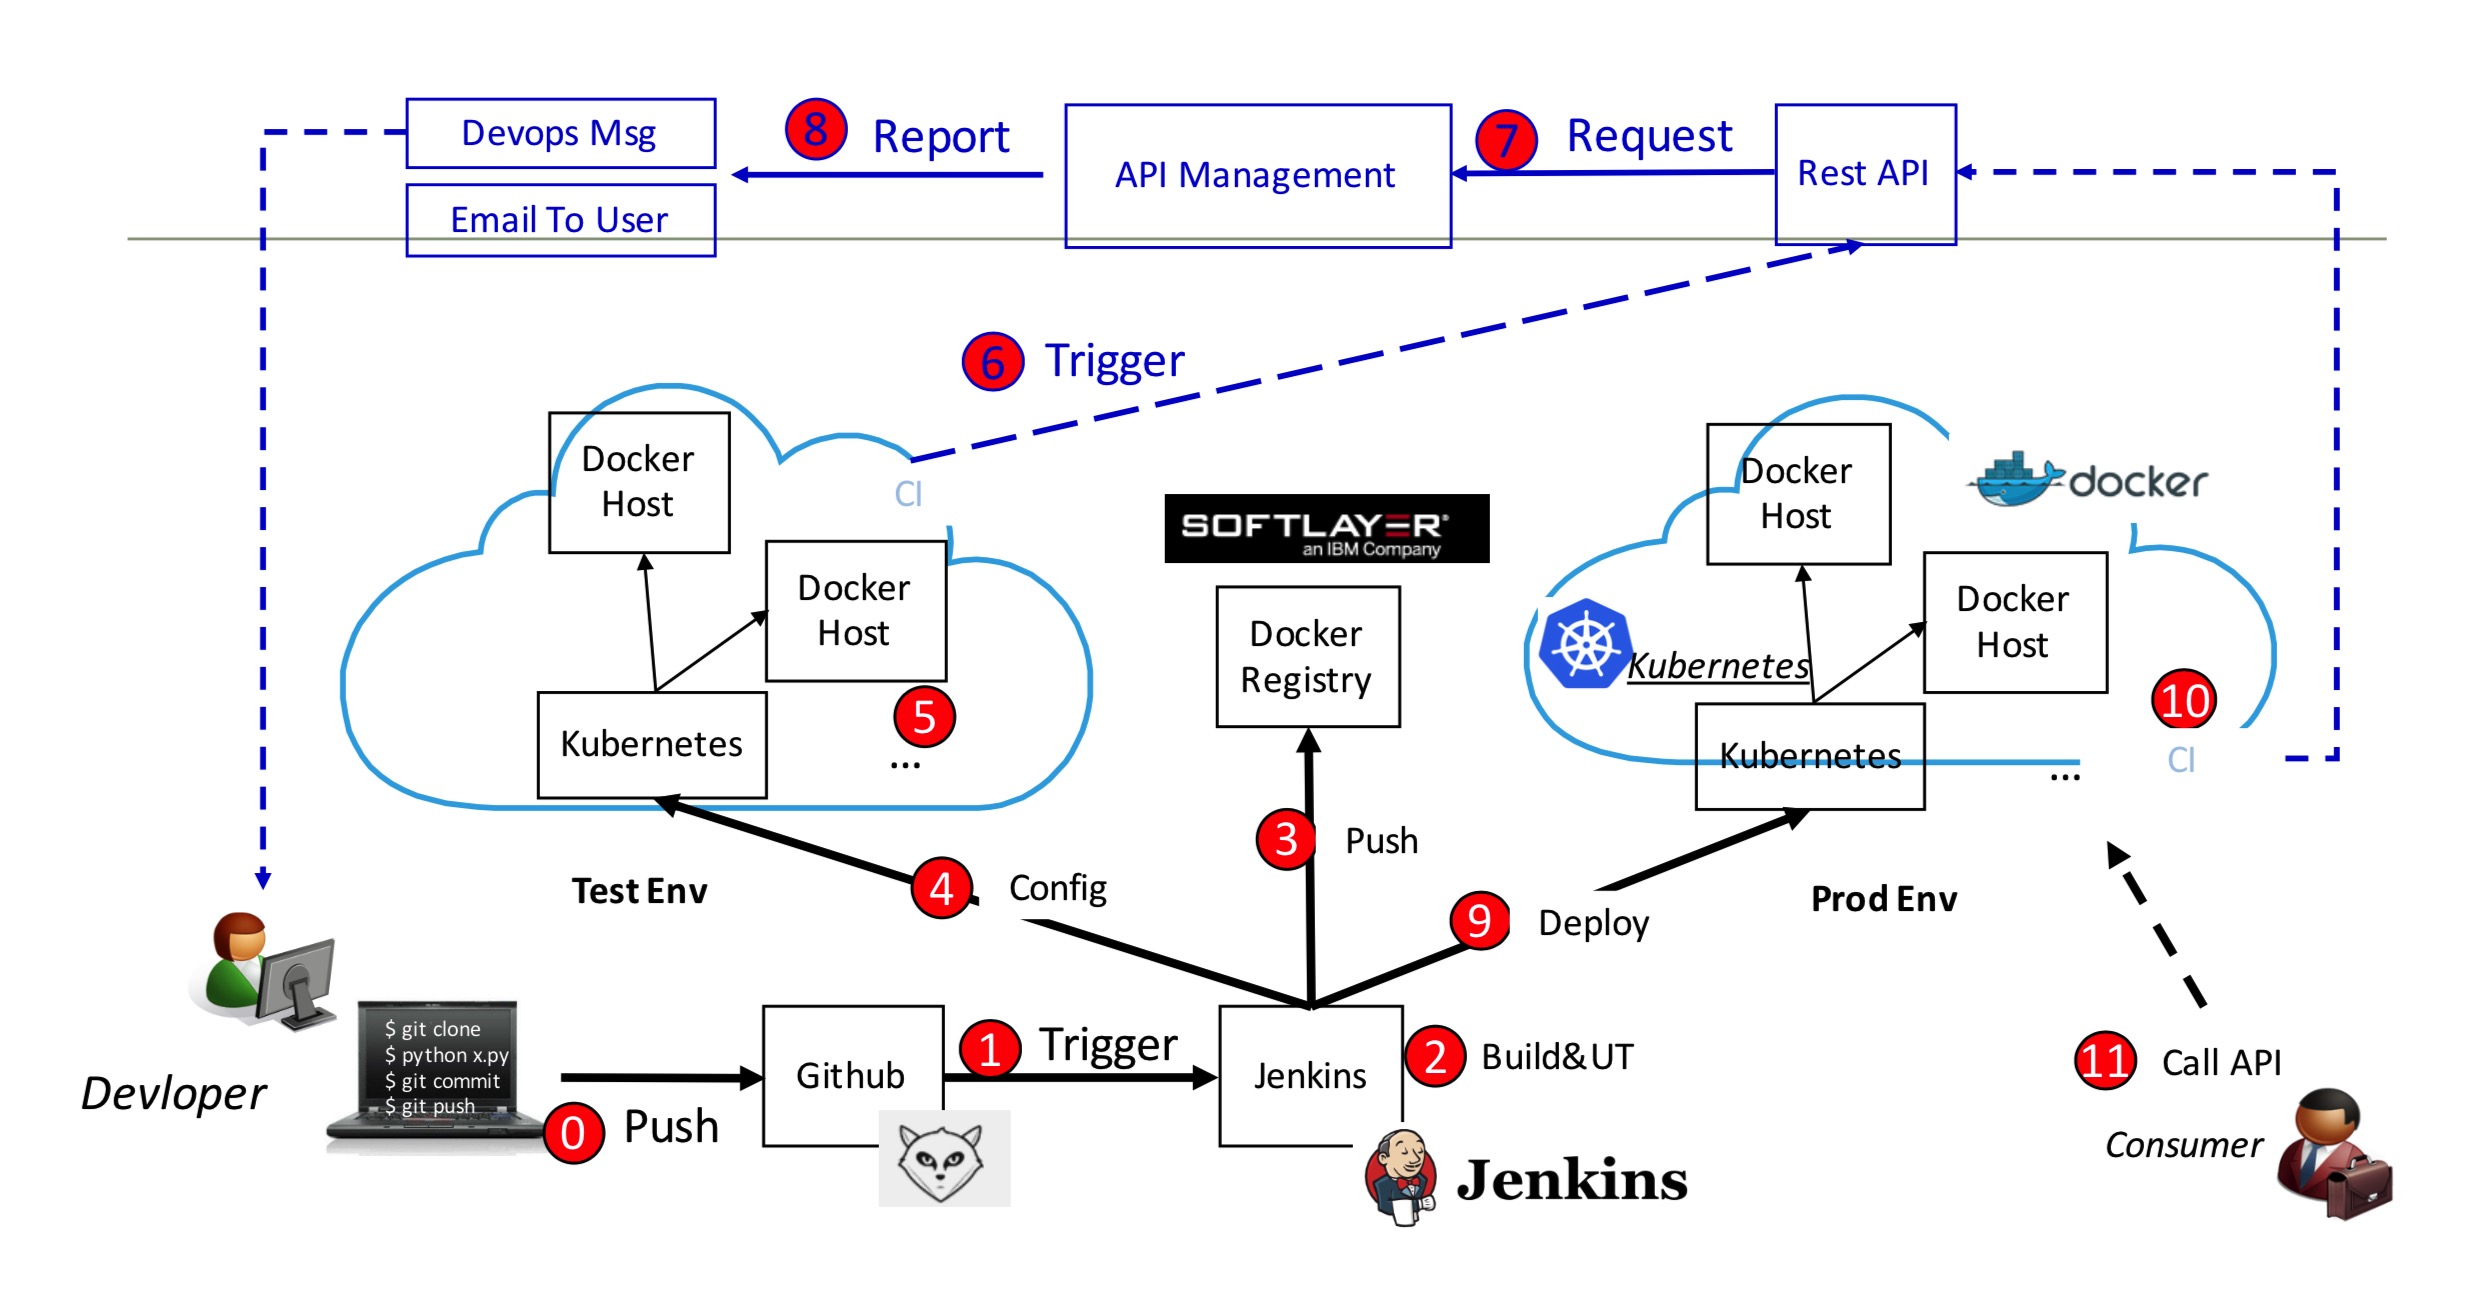 Devops Msg
8 Report
API Management
7 Request
Rest API
Email To User
6 Trigger
Docker
Host
CI
Docker
Host
Kubernetes
5
...
SOFTLAYER®
an IBM Company
Docker
Registry
Docker
Host
docker
Docker
Host
Kubernetes
Kubernetes
10
CI
...
3 Push
Test Env
4 Config
9 Deploy
Prod Env
Devloper
$ git clone
$ python x.py
$ git commit
$ git push
0 Push
Github
1 Trigger
Jenkins
2 Build&UT
Jenkins
11 Call API
Consumer